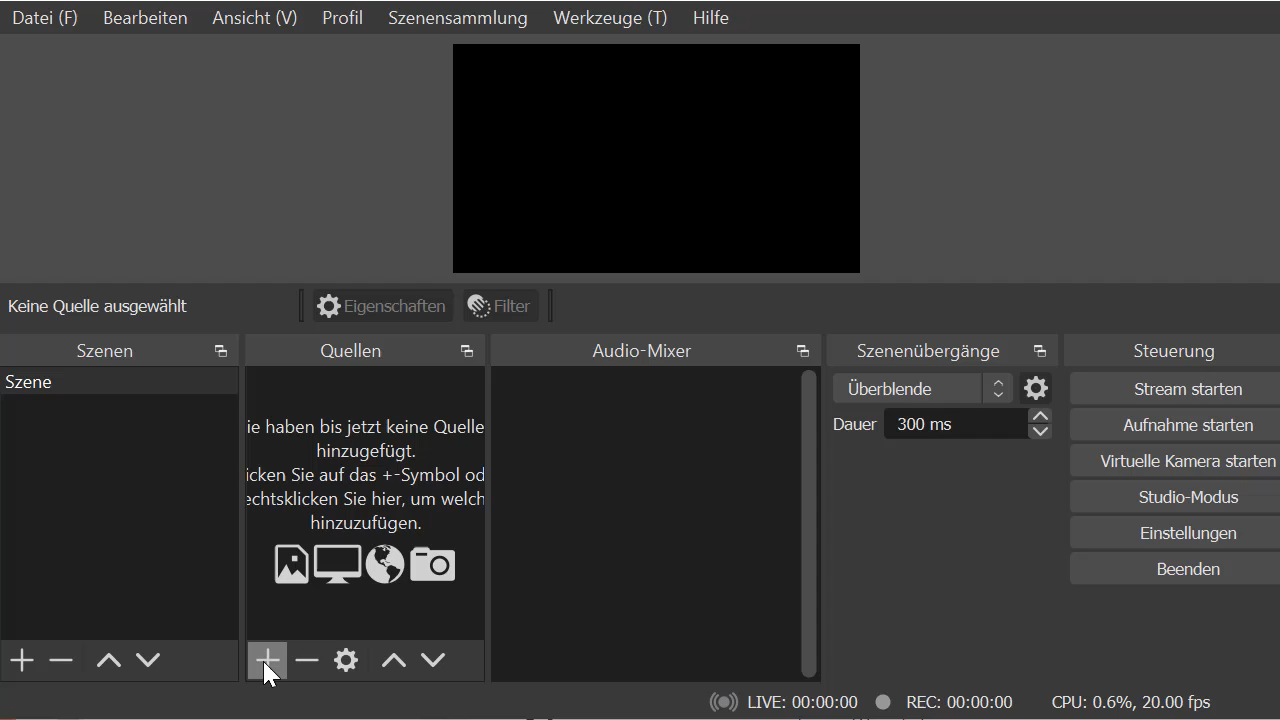 Datei (F) Bearbeiten Ansicht (V) Profil Szenensammlung Werkzeuge (T) Hilfe
Keine Quelle ausgewählt Eigenschaften Filter
Szenen Quellen Audio-Mixer Szenenübergänge Steuerung
Szene
ie haben bis jetzt keine Quelle
hinzugefügt.
icken Sie auf das +-Symbol od
echtsklicken Sie hier, um welch
hinzuzufügen.
Überblende
Dauer 300 ms
Stream starten
Aufnahme starten
Virtuelle Kamera starten
Studio-Modus
Einstellungen
Beenden
LIVE: 00:00:00 REC: 00:00:00 CPU: 0.6%, 20.00 fps